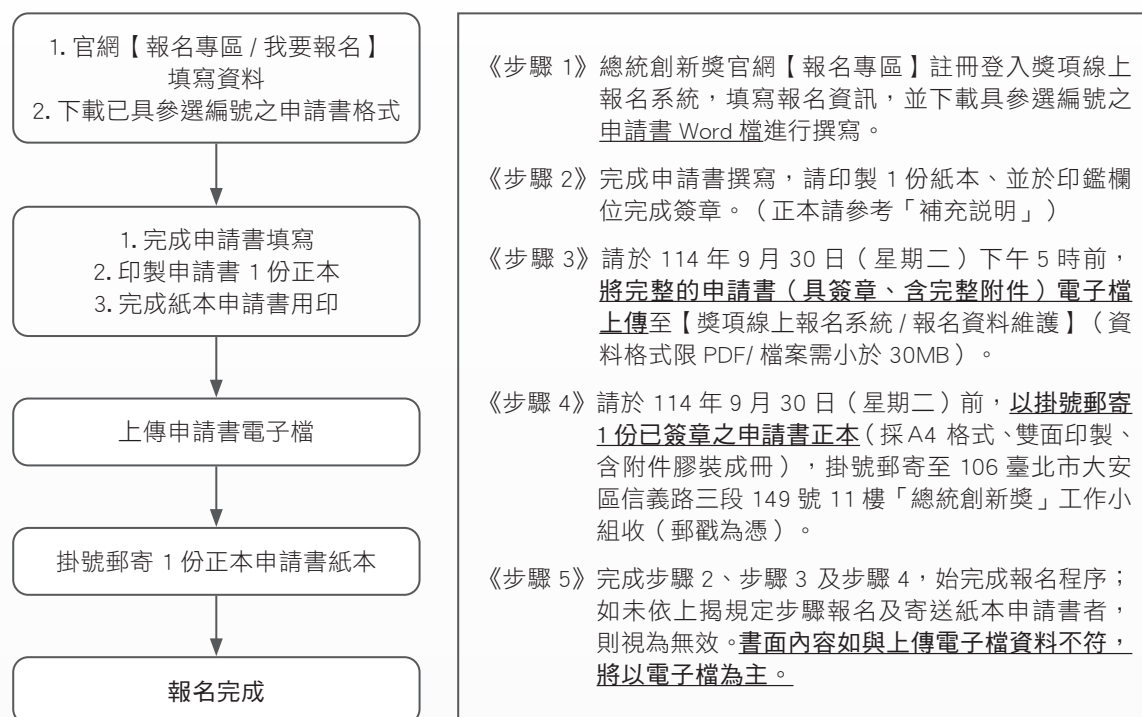 1. 官網【報名專區 / 我要報名】
填寫資料
2. 下載已具參選編號之申請書格式
1. 完成申請書填寫
2. 印製申請書 1 份正本
3. 完成紙本申請書用印
上傳申請書電子檔
掛號郵寄 1 份正本申請書紙本
報名完成
《步驟 1》總統創新獎官網【報名專區】註冊登入獎項線上
報名系統，填寫報名資訊，並下載具參選編號之
申請書 Word 檔進行撰寫。
《步驟 2》完成申請書撰寫，請印製 1 份紙本、並於印鑑欄
位完成簽章。（正本請參考「補充說明」）
《步驟 3》請於 114 年 9 月 30 日（星期二）下午 5 時前，
將完整的申請書（具簽章、含完整附件）電子檔
上傳至【獎項線上報名系統 / 報名資料維護】（資
料格式限 PDF/ 檔案需小於 30MB）。
《步驟 4》請於 114 年 9 月 30 日（星期二）前，以掛號郵寄
1 份已簽章之申請書正本（採 A4 格式、雙面印製、
含附件膠裝成冊），掛號郵寄至 106 臺北市大安
區信義路三段 149 號 11 樓「總統創新獎」工作小
組收（郵戳為憑）。
《步驟 5》完成步驟 2、步驟 3 及步驟 4，始完成報名程序；
如未依上揭規定步驟報名及寄送紙本申請書者，
則視為無效。書面內容如與上傳電子檔資料不符，
將以電子檔為主。